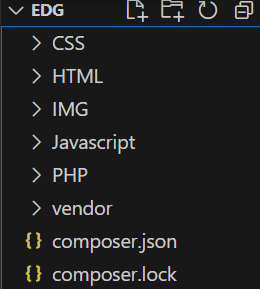 EDG
CSS
HTML
IMG
Javascript
PHP
vendor
{} composer.json
{} composer.lock